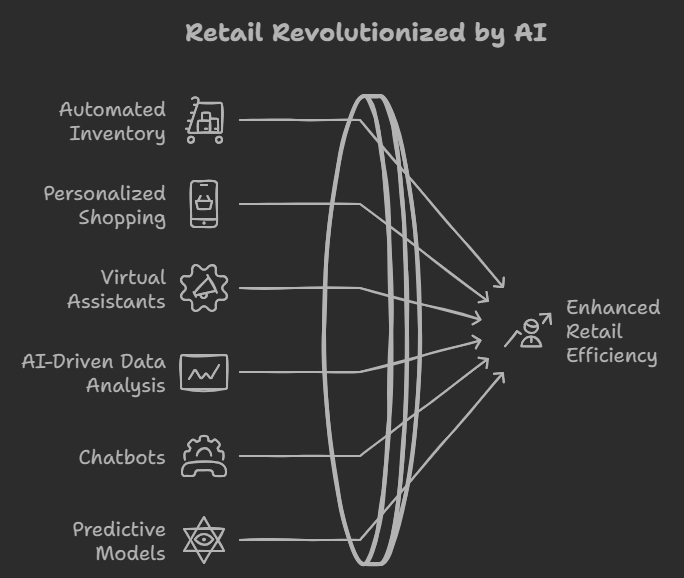 Retail Revolutionized by AI
Automated
Inventory
Personalized
Shopping
Virtual
Assistants
AI-Driven Data
Analysis
Chatbots
Predictive
Models
Enhanced
Retail
Efficiency